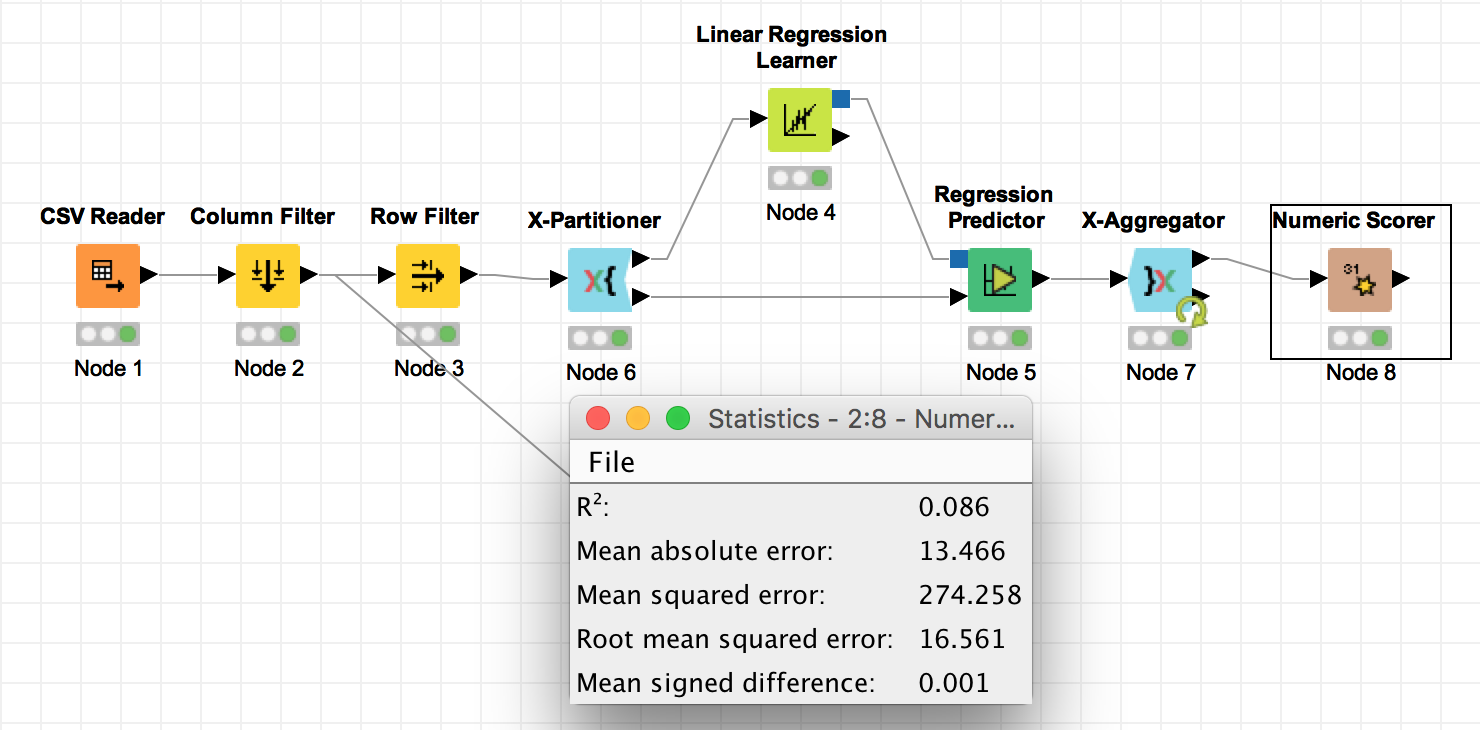 Linear Regression
Learner
Node 4
CSV Reader
Node 1
Column Filter
Node 2
Row Filter
Node 3
X-Partitioner
X{
Node 6
Regression
Predictor
Node 5
X-Aggregator
}X
Node 7
Numeric Scorer
31
Node 8
Statistics - 2:8 - Numer...
File
R²: 0.086
Mean absolute error: 13.466
Mean squared error: 274.258
Root mean squared error: 16.561
Mean signed difference: 0.001